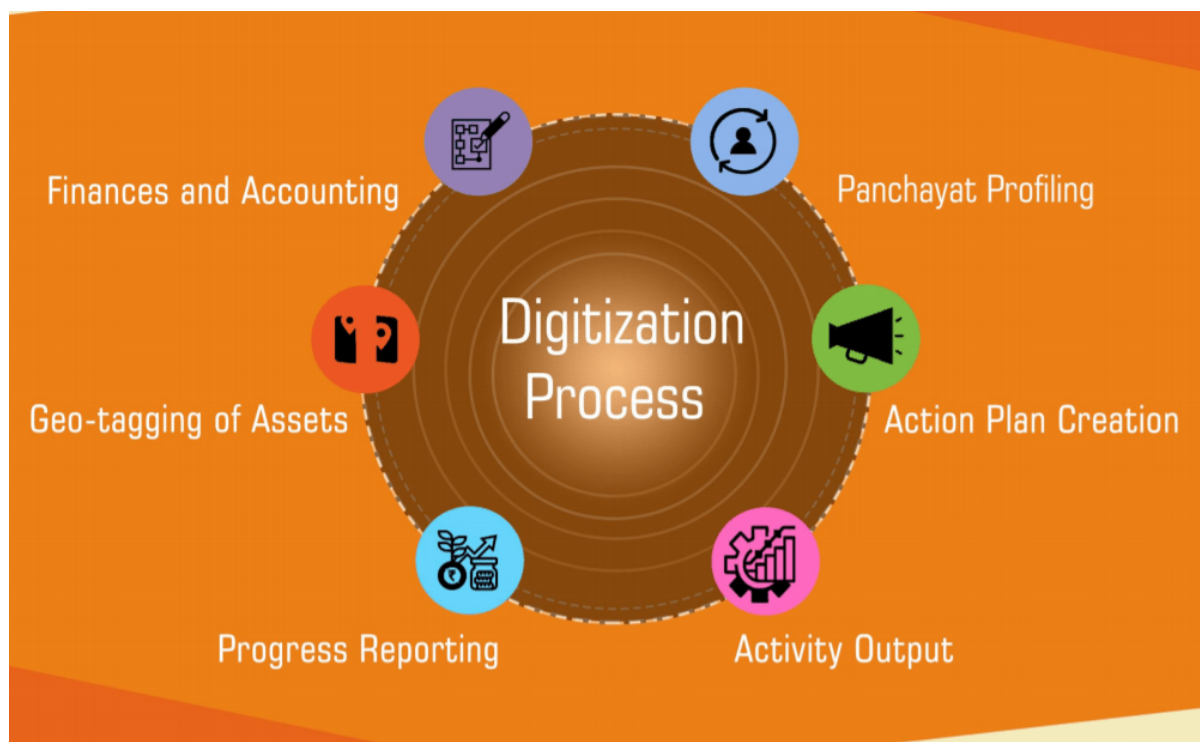 Finances and Accounting
Panchayat Profiling
Digitization
Process
Geo-tagging of Assets
Action Plan Creation
Progress Reporting
Activity Output